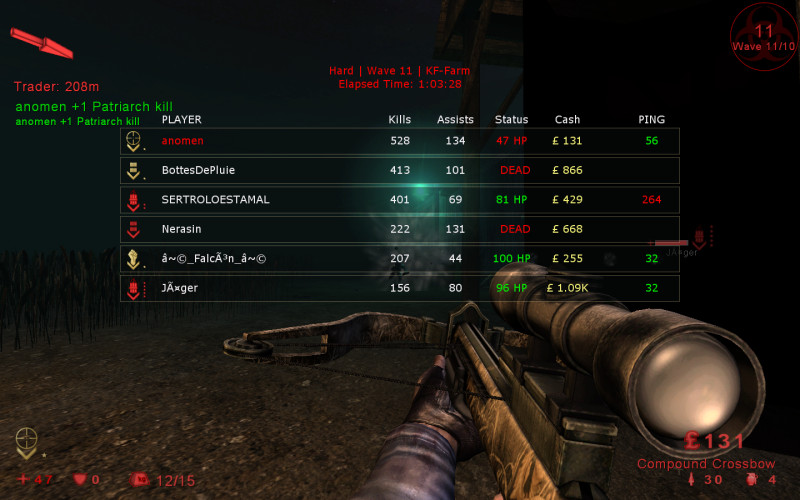 11
Wave 11/10
Hard | Wave 11 | KF-Farm
Elapsed Time: 1:03:28
Trader: 208m
anomen +1 Patriarch kill
anomen +1 Patriarch kill
PLAYER Kills Assists Status Cash PING
anomen 528 134 47 HP £ 131 56
BottesDePluie 413 101 DEAD £ 866
SERTROLOESTAMAL 401 69 81 HP £ 429 264
Nerasin 222 131 DEAD £ 668
â~©_FalcÃ³n_â~© 207 44 100 HP £ 255 32
JÃ¤ger 156 80 96 HP £ 1.09K 32
JÃ¤ger
£131
Compound Crossbow
+ 47 0 12/15 30 4